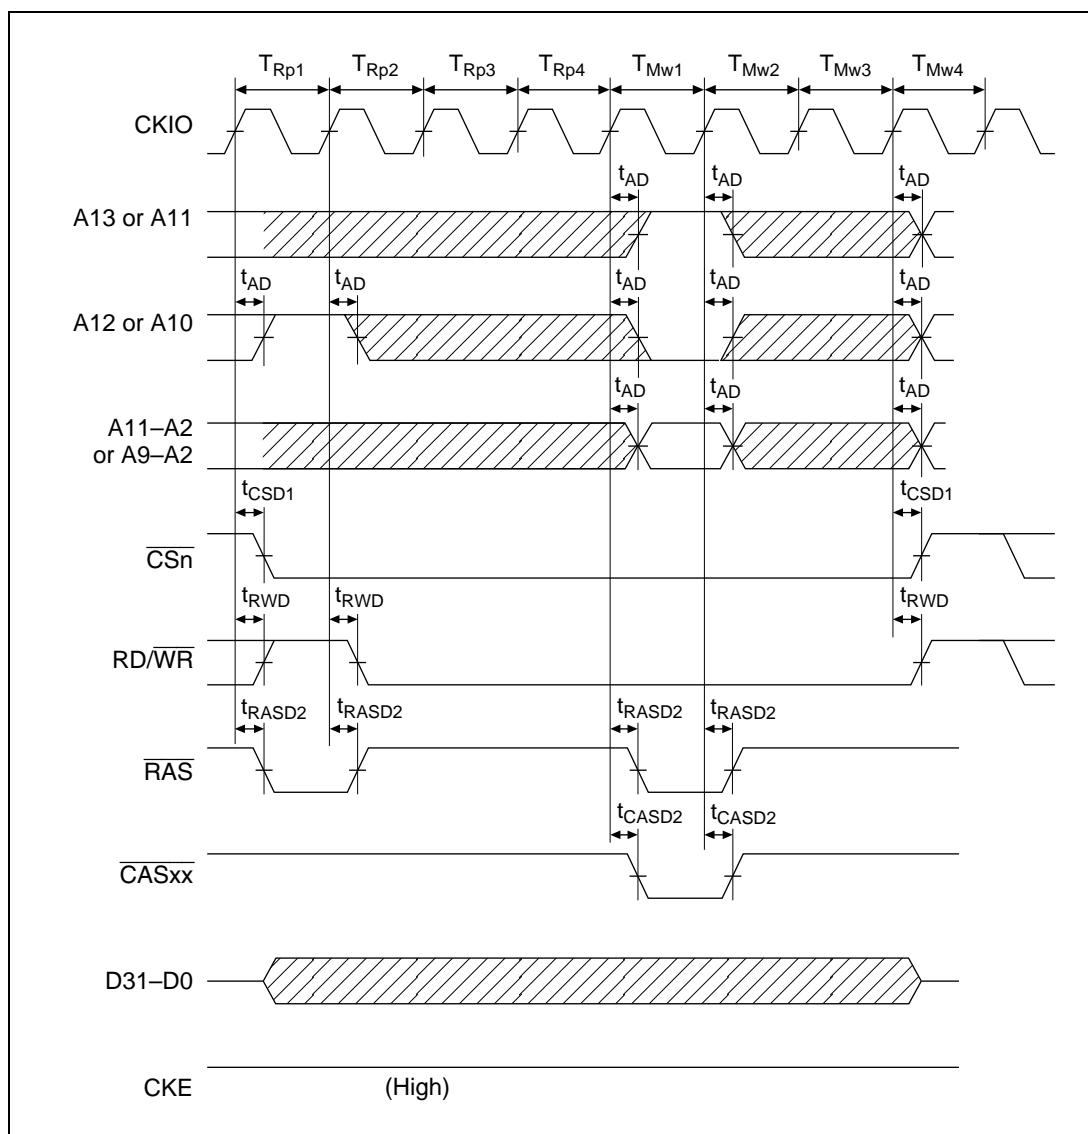 TRp1 TRp2 TRp3 TRp4 TMw1 TMw2 TMw3 TMw4
CKIO
tAD tAD tAD
A13 or A11
tAD tAD tAD tAD tAD
A12 or A10
tAD tAD tAD
A11–A2
or A9–A2
tCSD1 tCSD1
CSn
tRWD tRWD tRWD
RD/WR
tRASD2 tRASD2 tRASD2 tRASD2
RAS
tCASD2 tCASD2
CASxx
D31–D0
CKE (High)